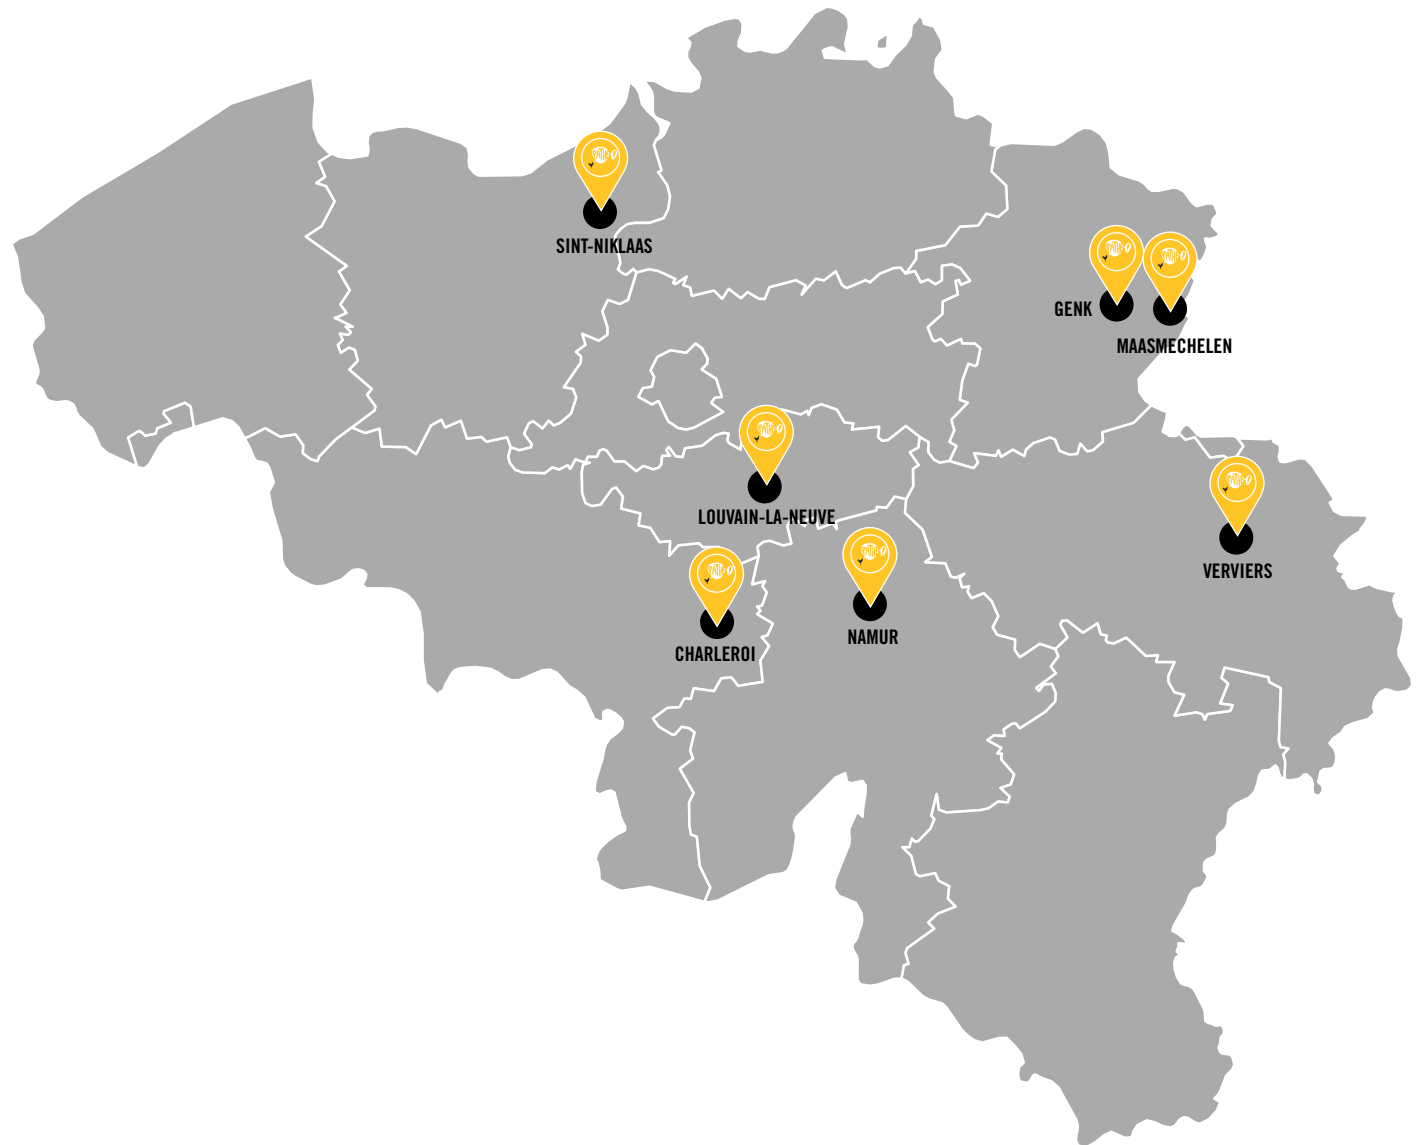 SINT-NIKLAAS
GENK
MAASMECHELEN
LOUVAIN-LA-NEUVE
VERVIERS
NAMUR
CHARLEROI